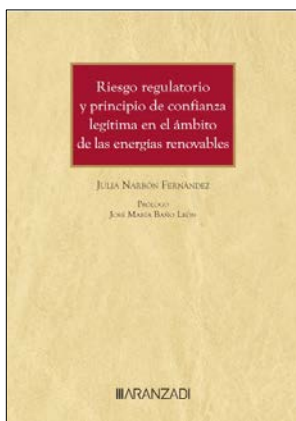 Riesgo regulatorio
y principio de confianza
legítima en el ámbito
de las energías renovables
JULIA NARBÓN FERNÁNDEZ
PRÓLOGO
JOSÉ MARÍA BAÑO LEÓN
ARANZADI